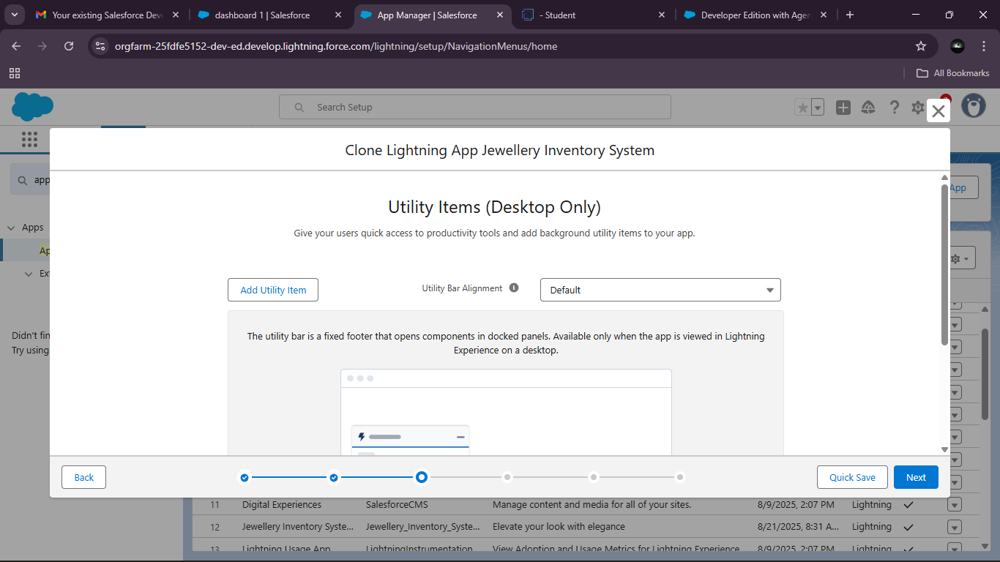 Your existing Salesforce Dev
dashboard 1 | Salesforce
App Manager | Salesforce
- Student
Developer Edition with Agen
orgfarm-25fdfe5152-dev-ed.develop.lightning.force.com/lightning/setup/NavigationMenus/home
All Bookmarks
Search Setup
Clone Lightning App Jewellery Inventory System
app
App
Utility Items (Desktop Only)
Give your users quick access to productivity tools and add background utility items to your app.
Apps
Ap
Ex
Add Utility Item
Utility Bar Alignment
Default
Didn't fin
Try using
The utility bar is a fixed footer that opens components in docked panels. Available only when the app is viewed in Lightning
Experience on a desktop.
Back
Quick Save
Next
11 Digital Experiences SalesforceCMS Manage content and media for all of your sites. 8/9/2025, 2:07 PM Lightning
12 Jewellery Inventory Syste... Jewellery_Inventory_Syste... Elevate your look with elegance 8/21/2025, 8:31 A... Lightning
13 Lightning Usage App LightningInstrumentation View Adoption and Usage Metrics for Lightning Experience 8/9/2025, 2:07 PM Lightning